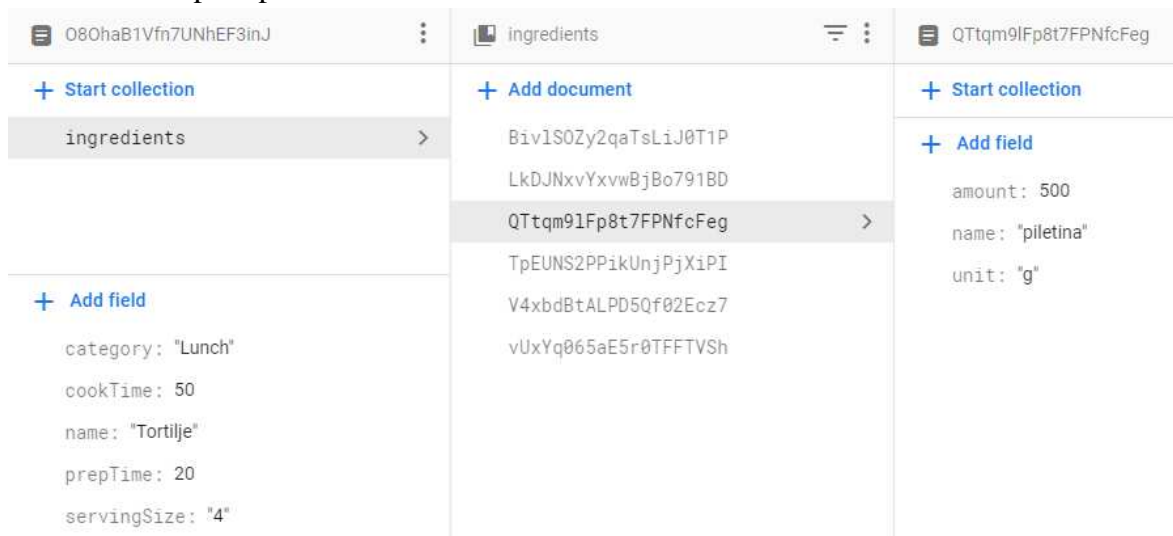 O8OhaB1Vfn7UNhEF3inJ
Start collection
ingredients
Add field
category: "Lunch"
cookTime: 50
name: "Tortilje"
prepTime: 20
servingSize: "4"
ingredients
Add document
BivlSOZy2qaTsLiJ0T1P
LkDJNxvYxvwBjBo791BD
QTtqm9lFp8t7FPNfcFeg
TpEUNS2PPikUnjPjXiPI
V4xbdBtALPD5Qf02Ecz7
vUxYq065aE5r0TFFTVSh
QTtqm9lFp8t7FPNfcFeg
Start collection
Add field
amount: 500
name: "piletina"
unit: "g"